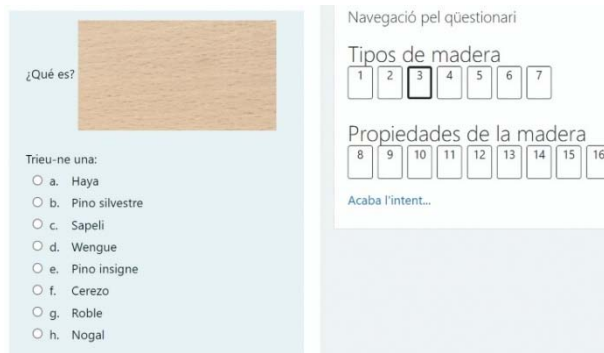 ¿Qué es?
Trieu-ne una:
a. Haya
b. Pino silvestre
c. Sapeli
d. Wengue
e. Pino insigne
f. Cerezo
g. Roble
h. Nogal
Navegació pel qüestionari
Tipos de madera
1 2 3 4 5 6 7
Propiedades de la madera
8 9 10 11 12 13 14 15 16
Acaba l'intent...